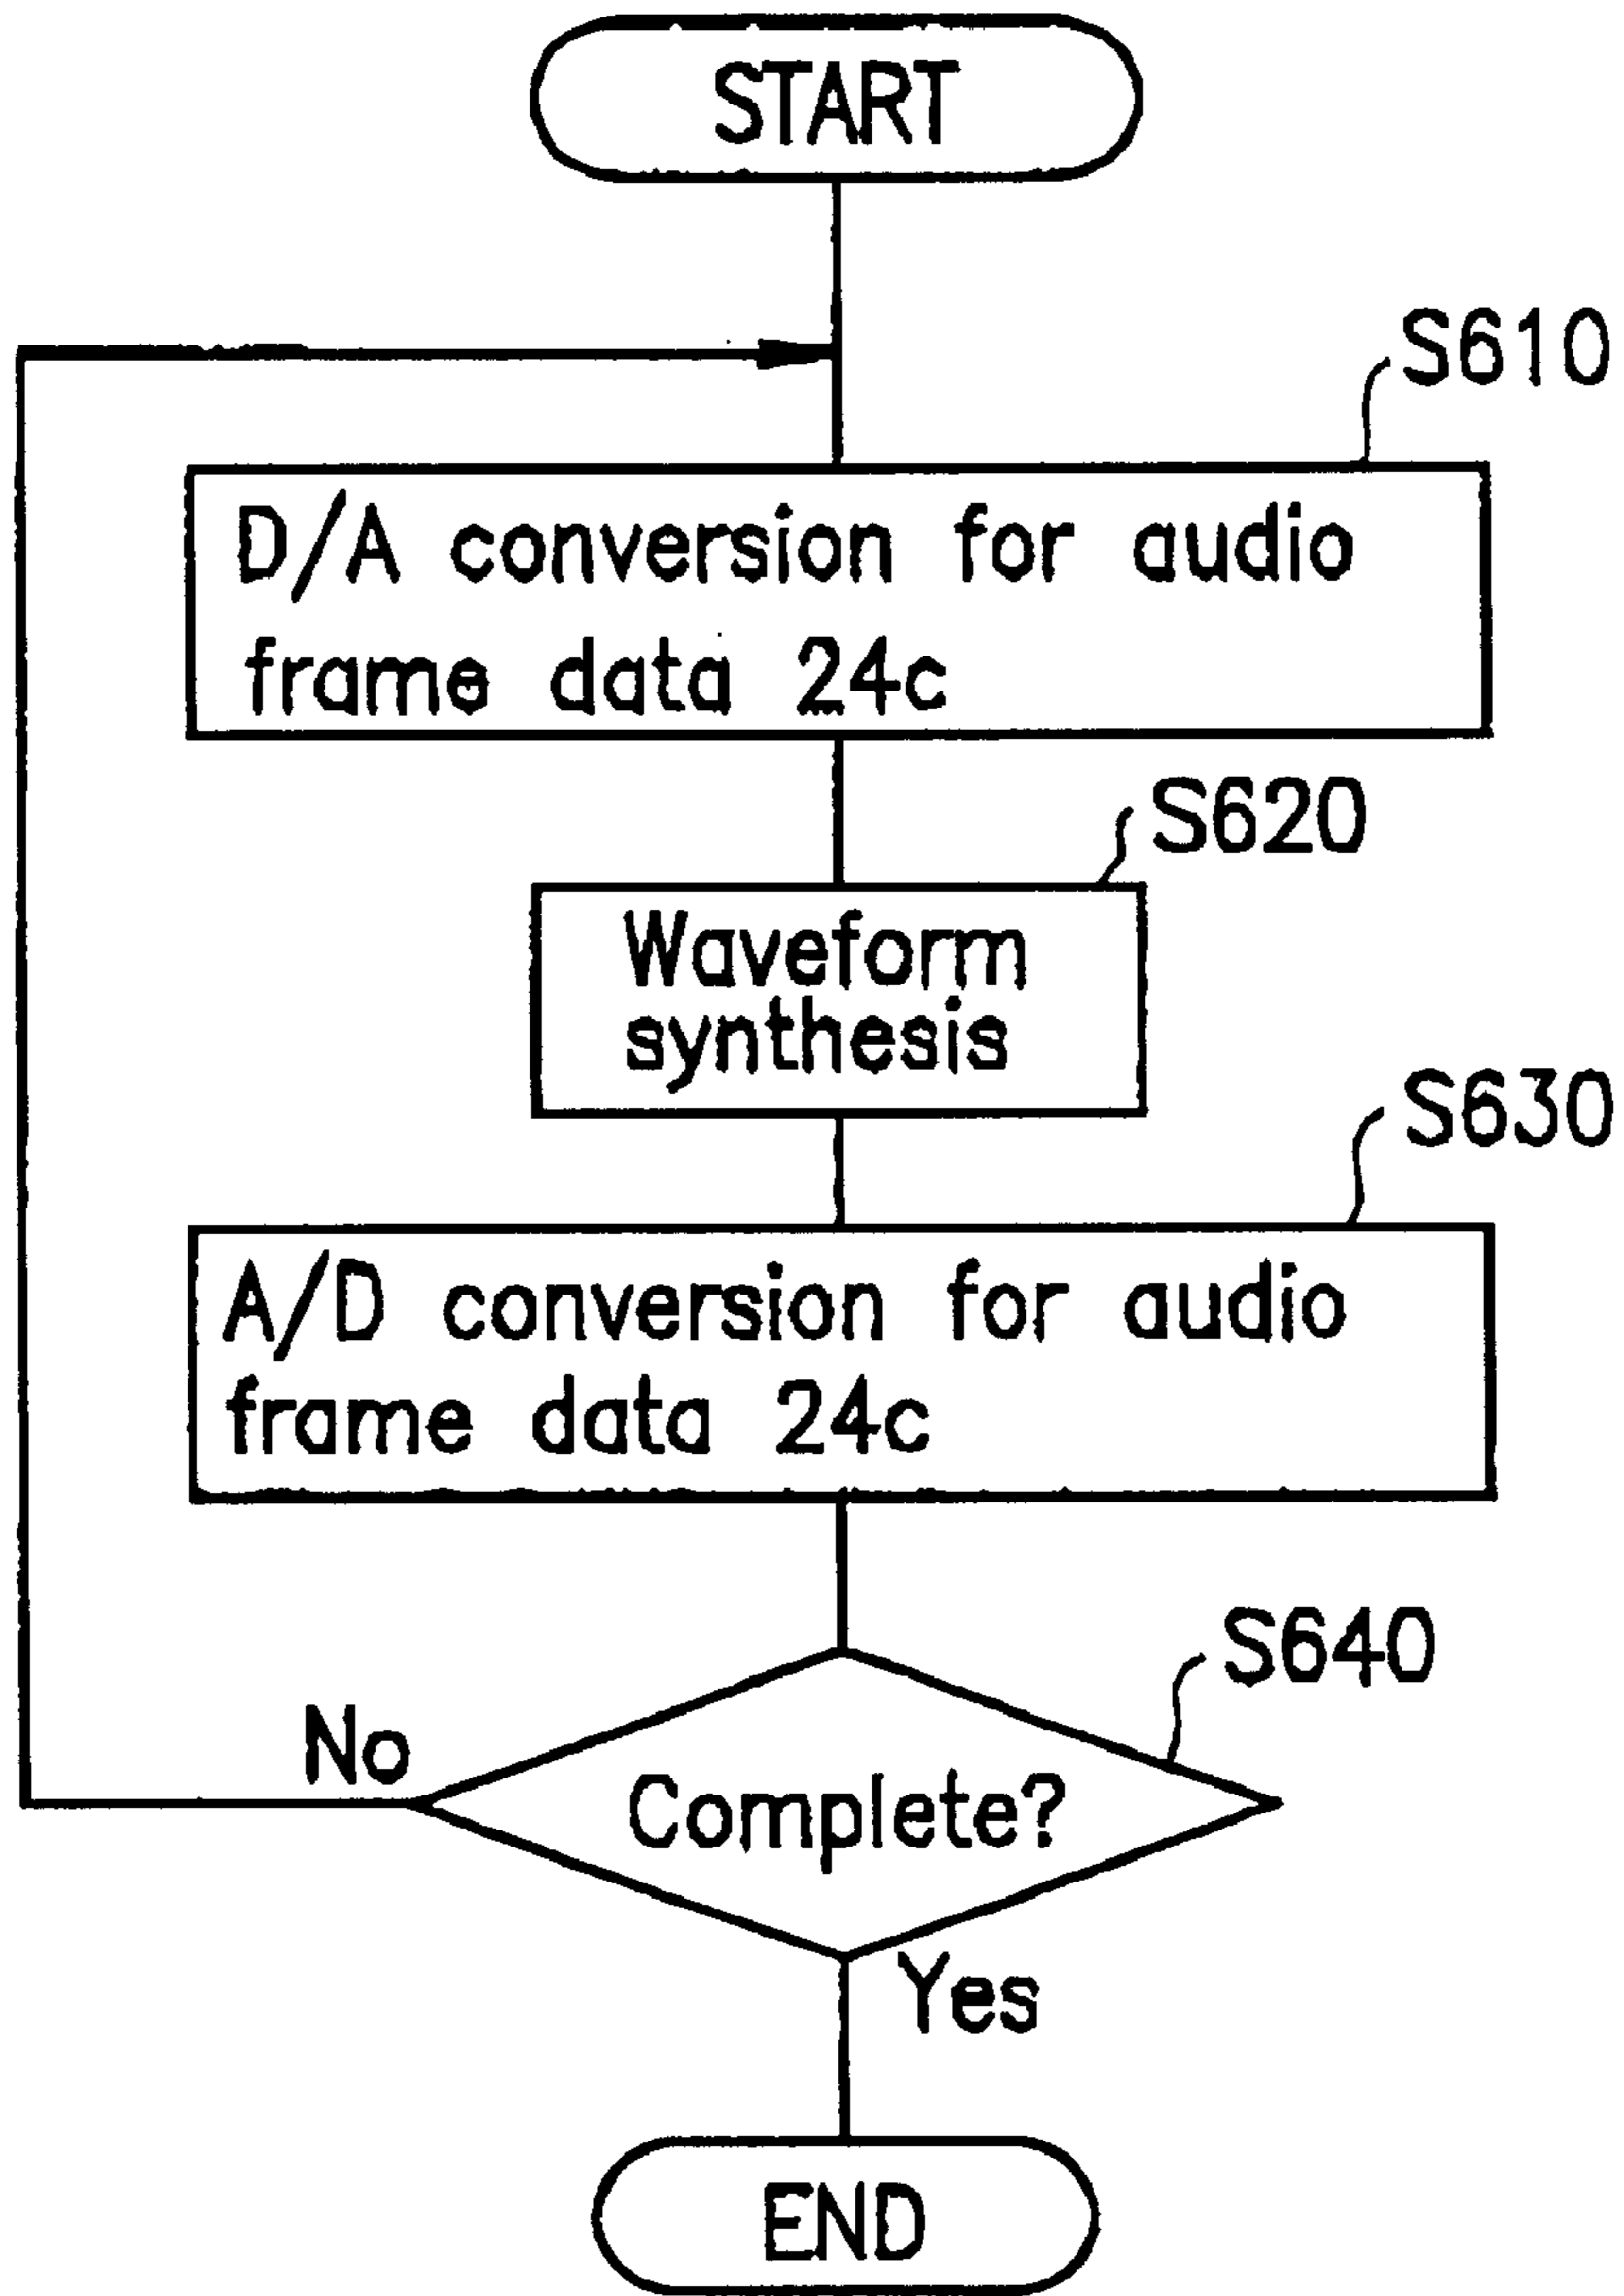 START
S610
D/A conversion for audio
frame data 24c
S620
Waveform
synthesis
S630
A/D conversion for audio
frame data 24c
S640
No
Complete?
Yes
END